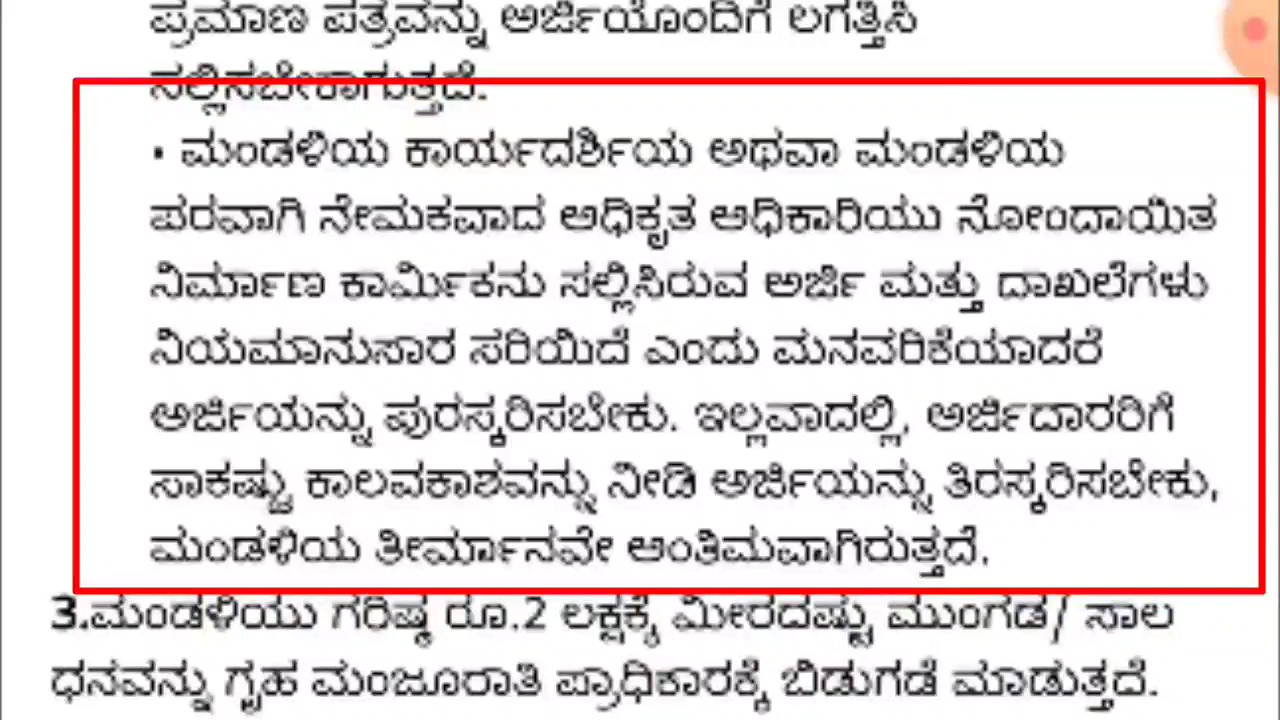 ಪ್ರಮಾಣ ಪತ್ರವನ್ನು ಅರ್ಜಿಯೊಂದಿಗೆ ಲಗತ್ತಿಸಿ
ಸಲ್ಲಿಸಬೇಕಾಗುತ್ತದೆ.
• ಮಂಡಳಿಯ ಕಾರ್ಯದರ್ಶಿಯ ಅಥವಾ ಮಂಡಳಿಯ
ಪರವಾಗಿ ನೇಮಕವಾದ ಅಧಿಕೃತ ಅಧಿಕಾರಿಯು ನೋಂದಾಯಿತ
ನಿರ್ಮಾಣ ಕಾರ್ಮಿಕನು ಸಲ್ಲಿಸಿರುವ ಅರ್ಜಿ ಮತ್ತು ದಾಖಲೆಗಳು
ನಿಯಮಾನುಸಾರ ಸರಿಯಿದೆ ಎಂದು ಮನವರಿಕೆಯಾದರೆ
ಅರ್ಜಿಯನ್ನು ಪುರಸ್ಕರಿಸಬೇಕು. ಇಲ್ಲವಾದಲ್ಲಿ, ಅರ್ಜಿದಾರರಿಗೆ
ಸಾಕಷ್ಟು ಕಾಲವಕಾಶವನ್ನು ನೀಡಿ ಅರ್ಜಿಯನ್ನು ತಿರಸ್ಕರಿಸಬೇಕು,
ಮಂಡಳಿಯ ತೀರ್ಮಾನವೇ ಅಂತಿಮವಾಗಿರುತ್ತದೆ.
3.ಮಂಡಳಿಯು ಗರಿಷ್ಠ ರೂ.2 ಲಕ್ಷಕ್ಕೆ ಮೀರದಷ್ಟು ಮುಂಗಡ/ ಸಾಲ
ಧನವನ್ನು ಗೃಹ ಮಂಜೂರಾತಿ ಪ್ರಾಧಿಕಾರಕ್ಕೆ ಬಿಡುಗಡೆ ಮಾಡುತ್ತದೆ.